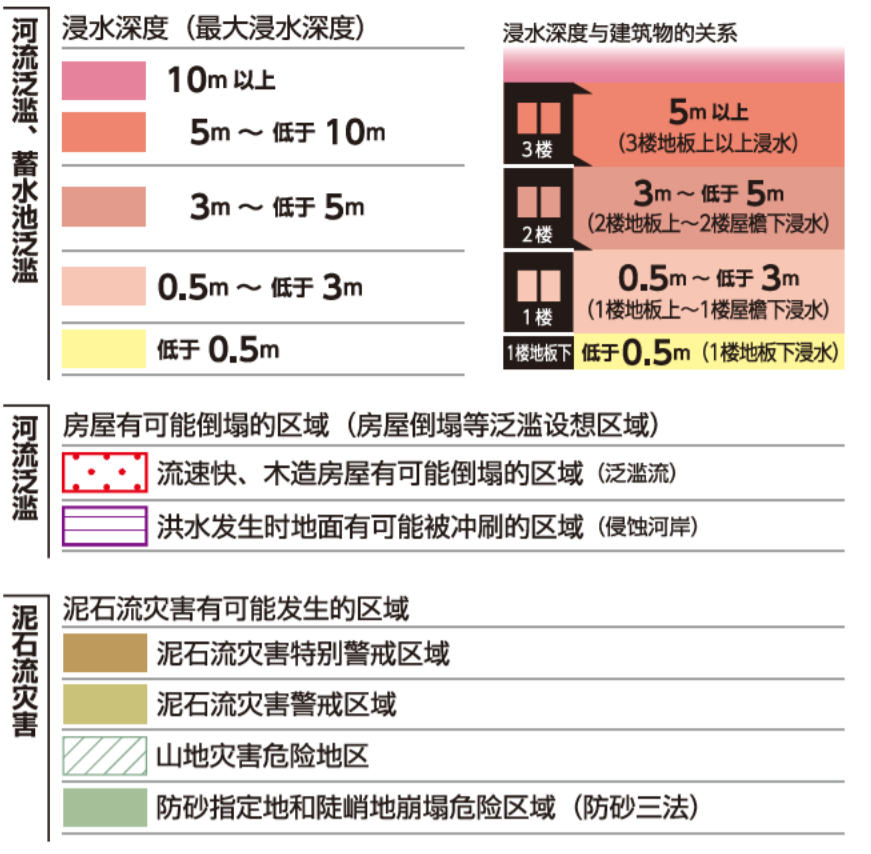 河流泛滥、蓄水池泛滥
浸水深度（最大浸水深度）
10m 以上
5m ～ 低于 10m
3m ～ 低于 5m
0.5m ～ 低于 3m
低于 0.5m
浸水深度与建筑物的关系
3楼
5m 以上
（3楼地板上以上浸水）
2楼
3m ～ 低于 5m
（2楼地板上～2楼屋檐下浸水）
1楼
0.5m ～ 低于 3m
（1楼地板上～1楼屋檐下浸水）
1楼地板下
低于0.5m（1楼地板下浸水）
河流泛滥
房屋有可能倒塌的区域（房屋倒塌等泛滥设想区域）
流速快、木造房屋有可能倒塌的区域（泛滥流）
洪水发生时地面有可能被冲刷的区域（侵蚀河岸）
泥石流灾害
泥石流灾害有可能发生的区域
泥石流灾害特别警戒区域
泥石流灾害警戒区域
山地灾害危险地区
防砂指定地和陡峭地崩塌危险区域（防砂三法）